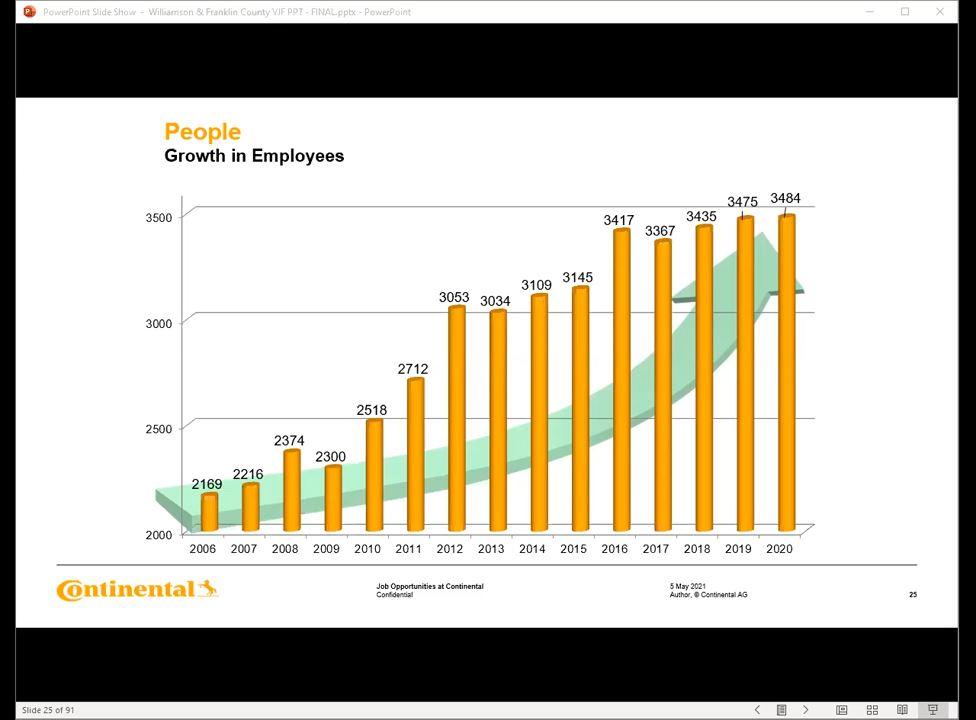 PowerPoint Slide Show - Williamson & Franklin County VJF PPT - FINAL.pptx - PowerPoint
People
Growth in Employees
3500
3000
2500
2000
2169
2216
2374
2300
2518
2712
3053
3034
3109
3145
3417
3367
3435
3475
3484
2006 2007 2008 2009 2010 2011 2012 2013 2014 2015 2016 2017 2018 2019 2020
Continental
Job Opportunities at Continental
Confidential
5 May 2021
Author, © Continental AG
25
Slide 25 of 91